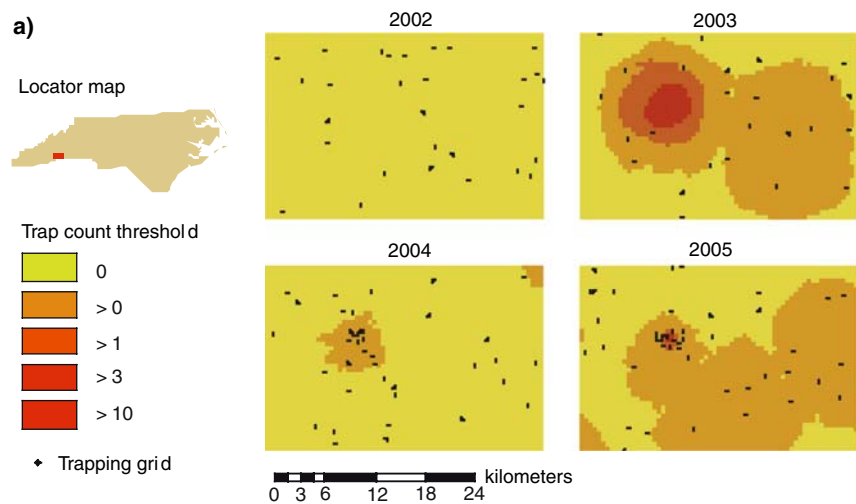 a)
2002
2003
Locator map
Trap count threshold
0
> 0
> 1
> 3
> 10
Trapping grid
2004
2005
kilometers
0 3 6 12 18 24